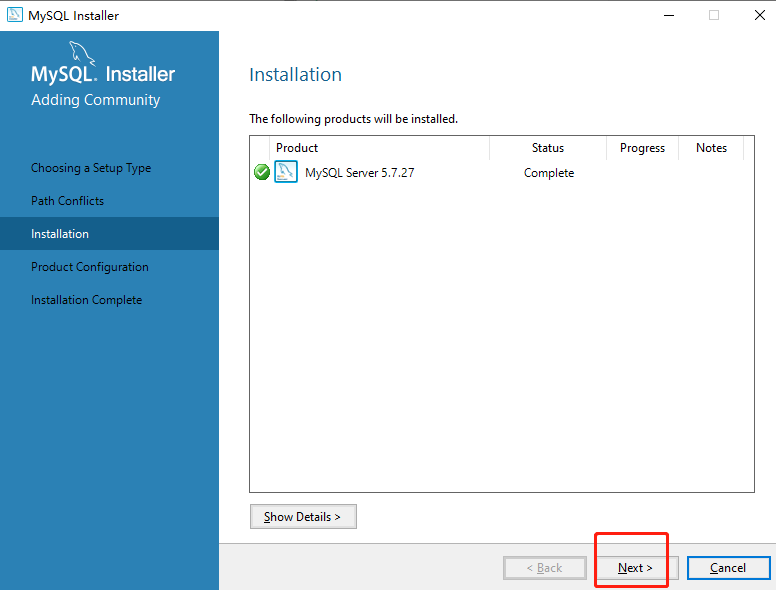 MySQL Installer
MySQL. Installer
Adding Community
Choosing a Setup Type
Path Conflicts
Installation
Product Configuration
Installation Complete
Installation
The following products will be installed.
Product Status Progress Notes
MySQL Server 5.7.27 Complete
Show Details >
< Back Next > Cancel